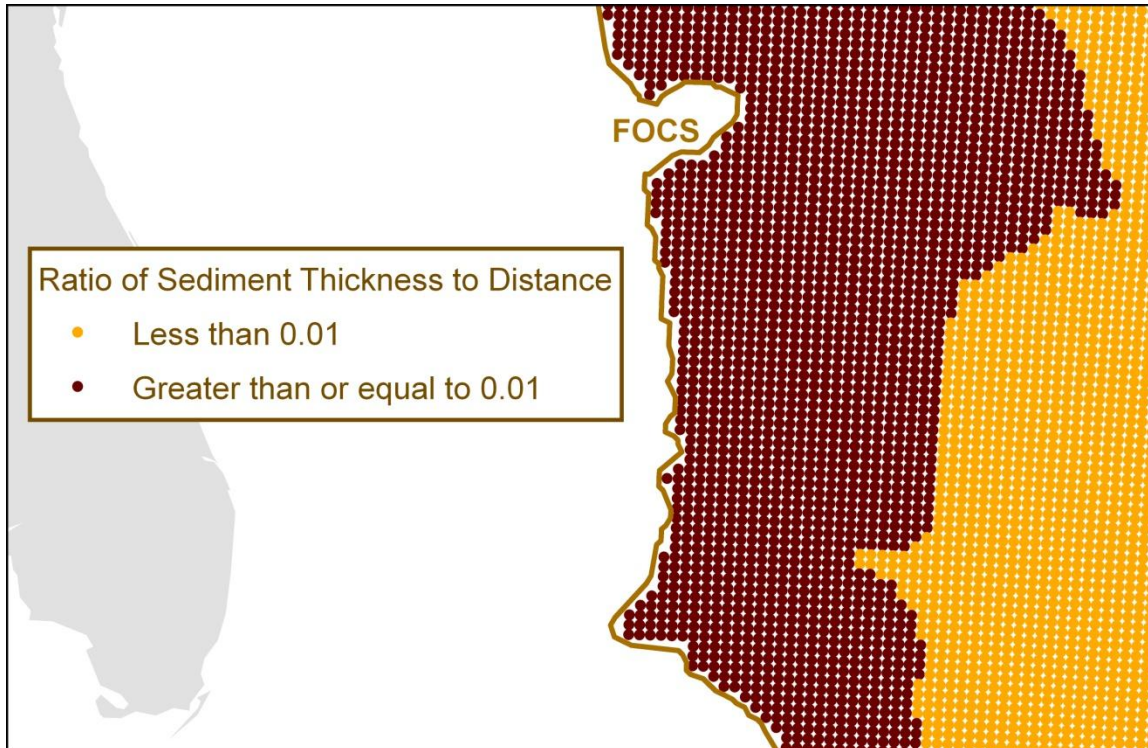 FOCS
Ratio of Sediment Thickness to Distance
Less than 0.01
Greater than or equal to 0.01